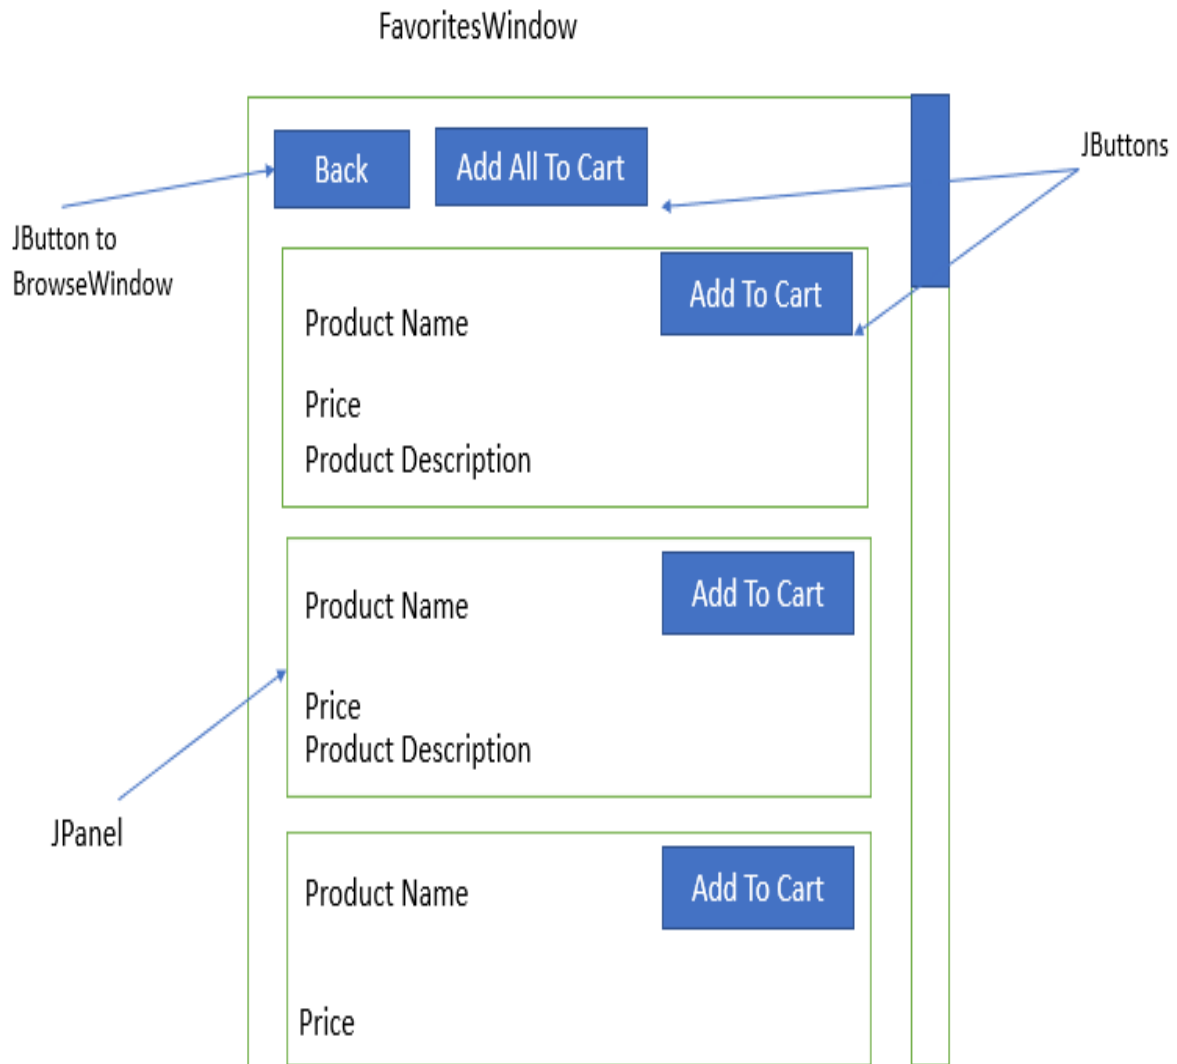 FavoritesWindow
Back
Add All To Cart
JButtons
JButton to
BrowseWindow
Add To Cart
Product Name
Price
Product Description
Add To Cart
Product Name
Price
Product Description
JPanel
Add To Cart
Product Name
Price